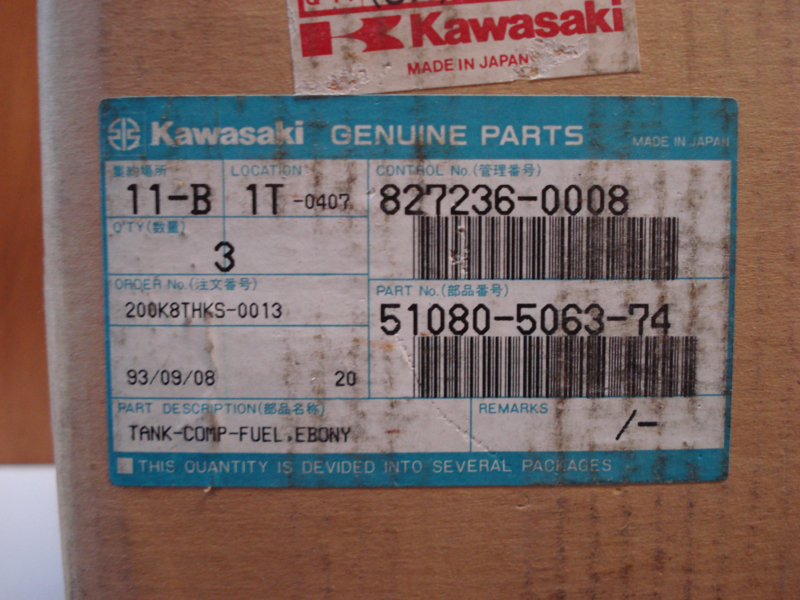 Kawasaki
MADE IN JAPAN
Kawasaki GENUINE PARTS MADE IN JAPAN
集約場所 LOCATION CONTROL No.(管理番号)
11-B 1T -0407 827236-0008
Q'TY(数量)
3
ORDER No.(注文番号) PART No.(部品番号)
200K8THKS-0013 51080-5063-74
93/09/08 20
PART DESCRIPTION(部品名称) REMARKS
TANK-COMP-FUEL,EBONY /-
THIS QUANTITY IS DEVIDED INTO SEVERAL PACKAGES